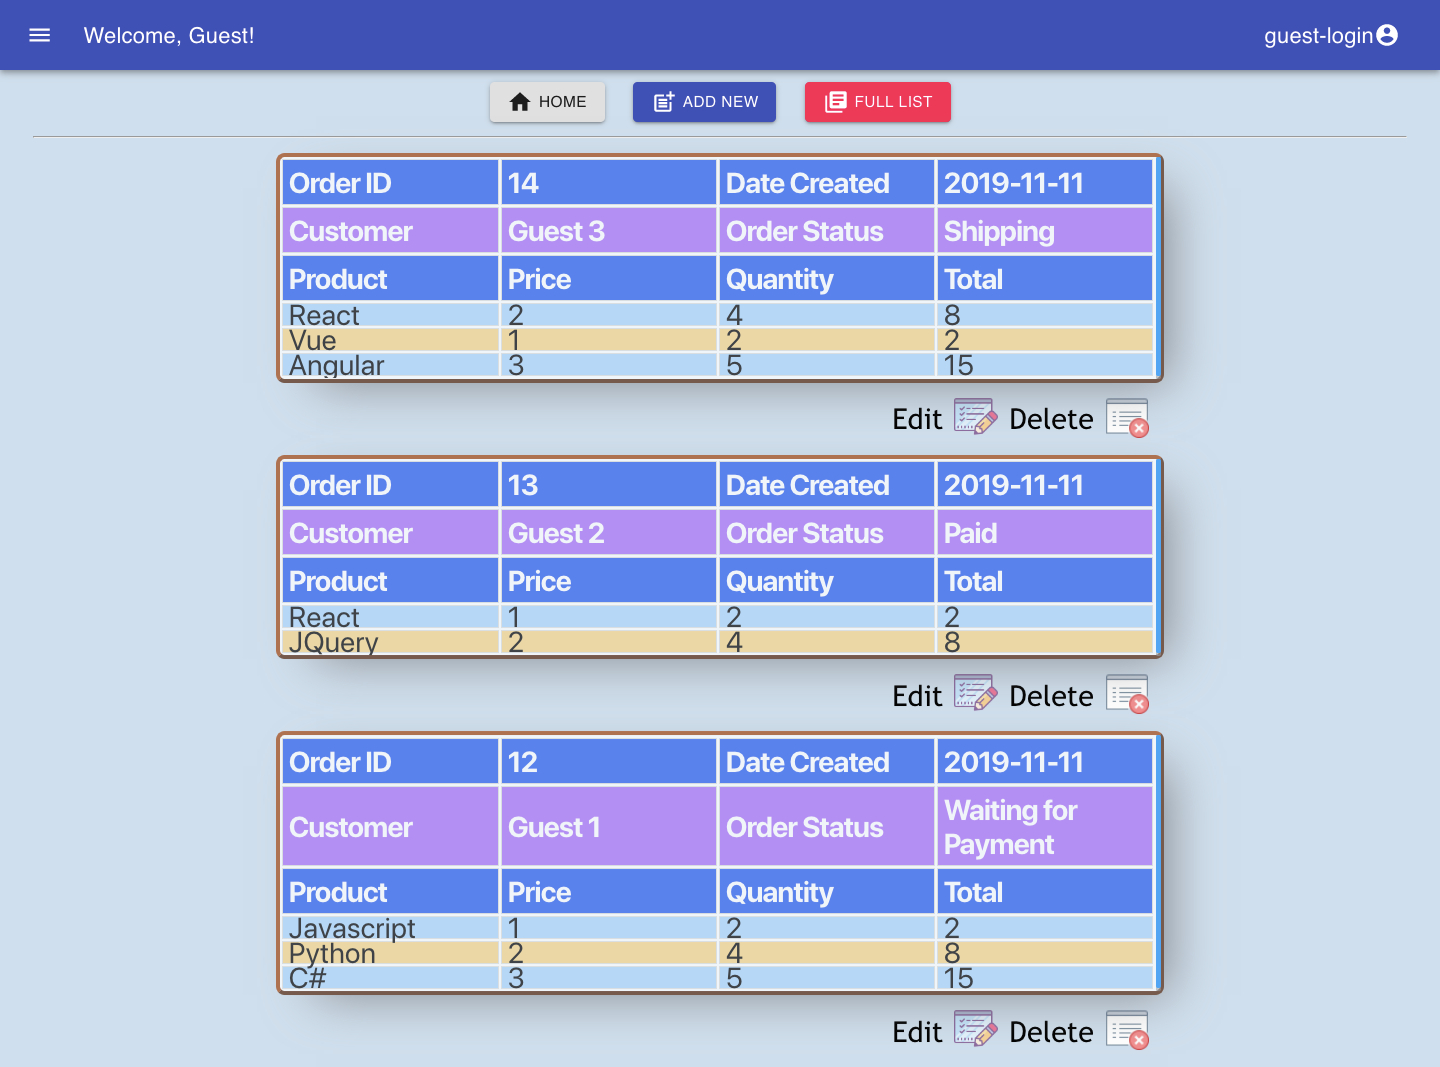 Welcome, Guest! guest-login
HOME ADD NEW FULL LIST
Order ID 14 Date Created 2019-11-11
Customer Guest 3 Order Status Shipping
Product Price Quantity Total
React 2 4 8
Vue 1 2 2
Angular 3 5 15
Edit Delete
Order ID 13 Date Created 2019-11-11
Customer Guest 2 Order Status Paid
Product Price Quantity Total
React 1 2 2
JQuery 2 4 8
Edit Delete
Order ID 12 Date Created 2019-11-11
Customer Guest 1 Order Status Waiting for
Payment
Product Price Quantity Total
Javascript 1 2 2
Python 2 4 8
C# 3 5 15
Edit Delete